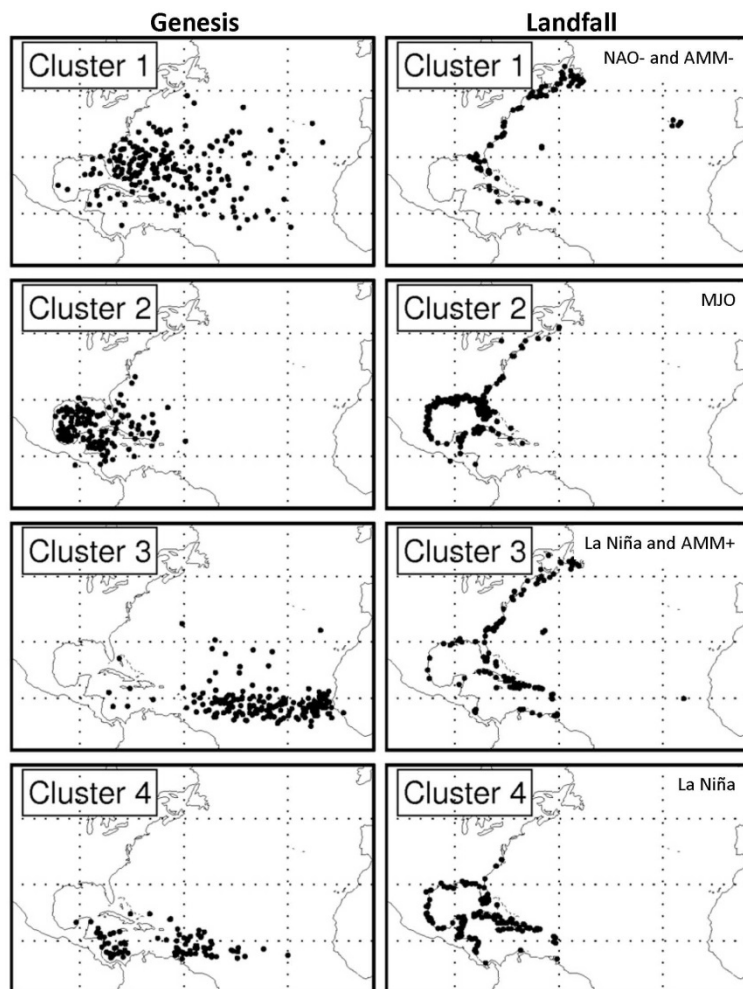 Genesis
Landfall
Cluster 1
Cluster 1
NAO- and AMM-
Cluster 2
Cluster 2
MJO
Cluster 3
Cluster 3
La Niña and AMM+
Cluster 4
Cluster 4
La Niña